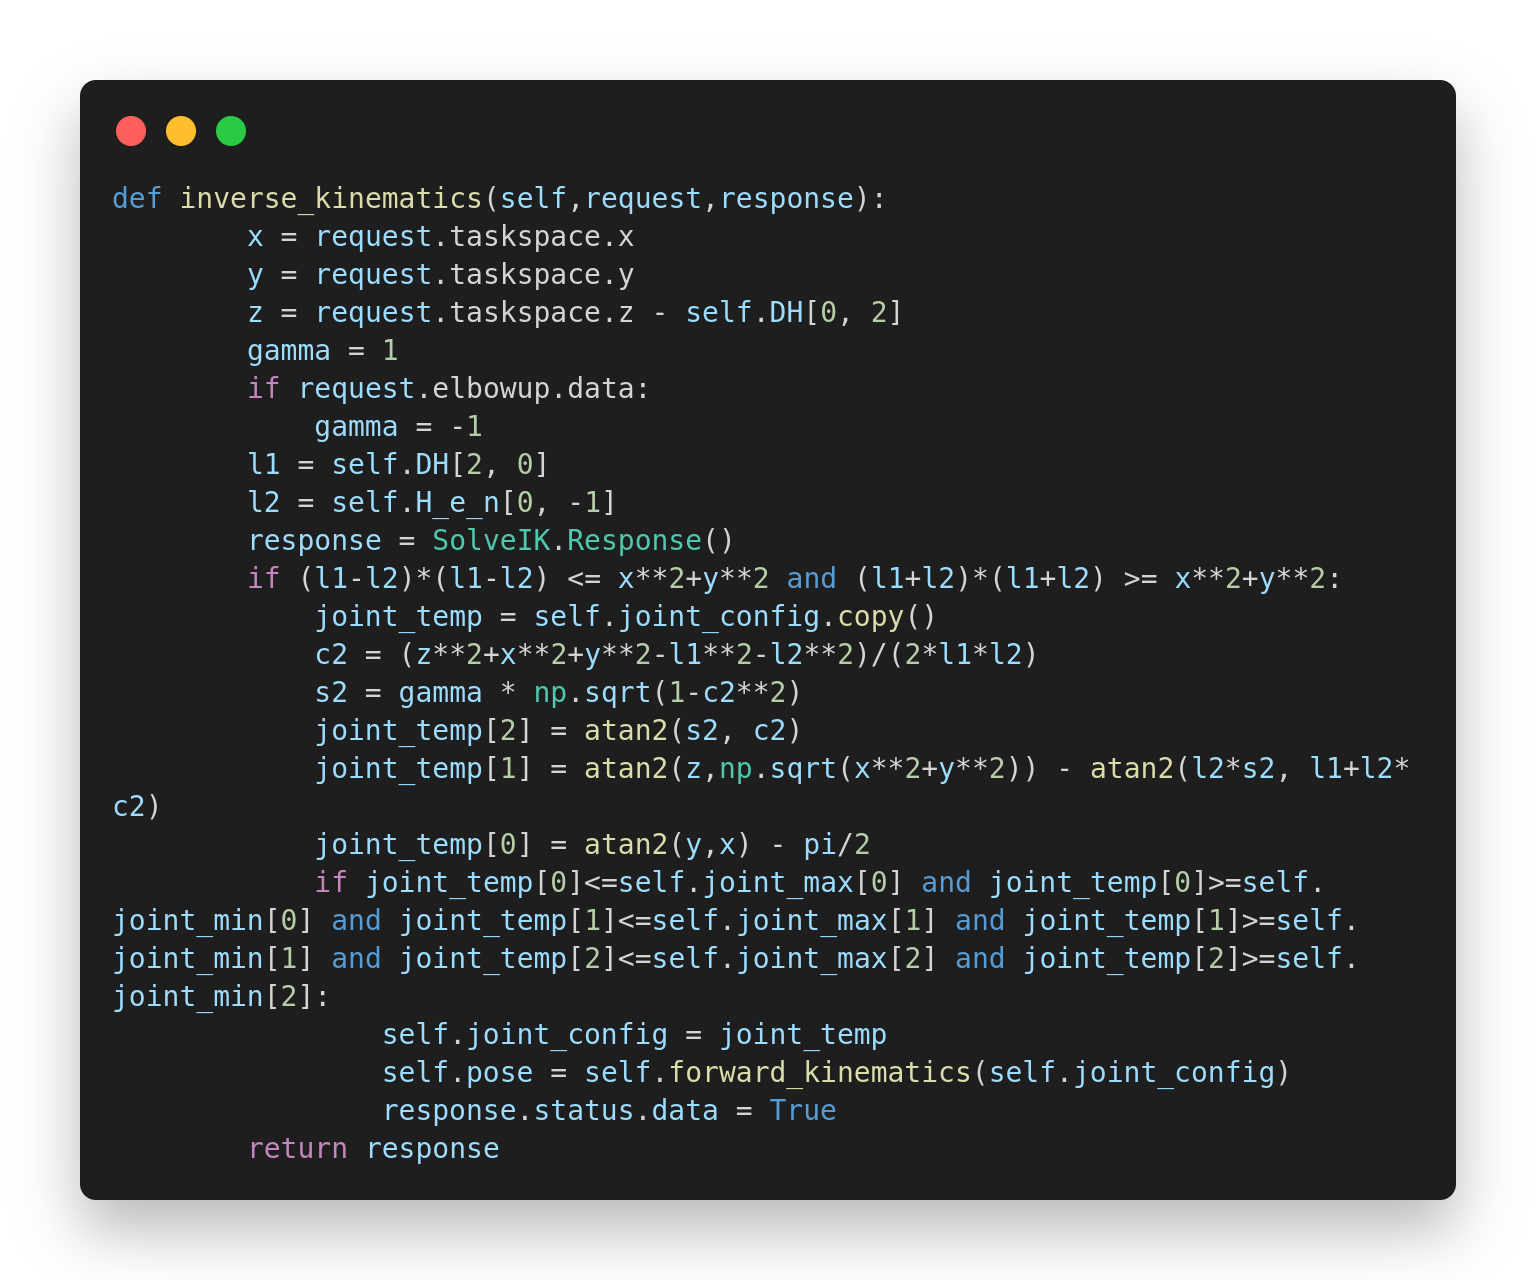 def inverse_kinematics(self,request,response):
        x = request.taskspace.x
        y = request.taskspace.y
        z = request.taskspace.z - self.DH[0, 2]
        gamma = 1
        if request.elbowup.data:
            gamma = -1
        l1 = self.DH[2, 0]
        l2 = self.H_e_n[0, -1]
        response = SolveIK.Response()
        if (l1-l2)*(l1-l2) <= x**2+y**2 and (l1+l2)*(l1+l2) >= x**2+y**2:
            joint_temp = self.joint_config.copy()
            c2 = (z**2+x**2+y**2-l1**2-l2**2)/(2*l1*l2)
            s2 = gamma * np.sqrt(1-c2**2)
            joint_temp[2] = atan2(s2, c2)
            joint_temp[1] = atan2(z,np.sqrt(x**2+y**2)) - atan2(l2*s2, l1+l2*
c2)
            joint_temp[0] = atan2(y,x) - pi/2
            if joint_temp[0]<=self.joint_max[0] and joint_temp[0]>=self.
joint_min[0] and joint_temp[1]<=self.joint_max[1] and joint_temp[1]>=self.
joint_min[1] and joint_temp[2]<=self.joint_max[2] and joint_temp[2]>=self.
joint_min[2]:
                self.joint_config = joint_temp
                self.pose = self.forward_kinematics(self.joint_config)
                response.status.data = True
        return response